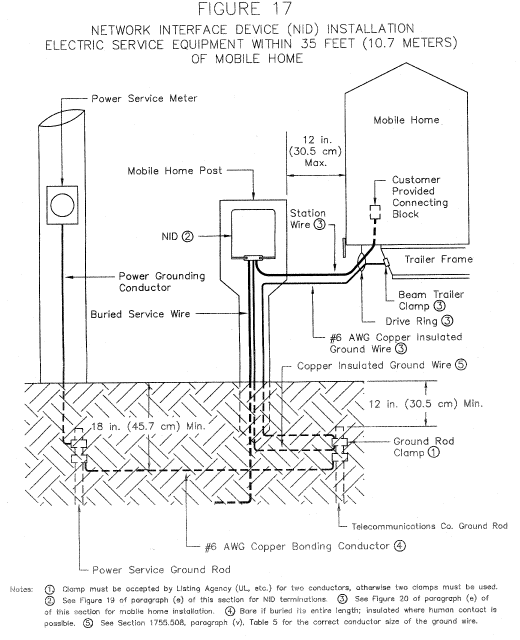 FIGURE 17
NETWORK INTERFACE DEVICE (NID) INSTALLATION
ELECTRIC SERVICE EQUIPMENT WITHIN 35 FEET (10.7 METERS)
OF MOBILE HOME
Power Service Meter
12 in.
(30.5 cm)
Max.
Mobile Home
Mobile Home Post
Customer
Provided
Connecting
Block
Station
Wire ③
NID ②
Trailer Frame
Power Grounding
Conductor
Beam Trailer
Clamp ③
Buried Service Wire
Drive Ring ③
#6 AWG Copper Insulated
Ground Wire ③
Copper Insulated Ground Wire ⑤
12 in. (30.5 cm) Min.
18 in. (45.7 cm) Min.
Ground Rod
Clamp ①
Telecommunications Co. Ground Rod
#6 AWG Copper Bonding Conductor ④
Power Service Ground Rod
Notes: ① Clamp must be accepted by Listing Agency (UL, etc.) for two conductors, otherwise two clamps must be used.
② See Figure 19 of paragraph (e) of this section for NID terminations. ③ See Figure 20 of paragraph (e) of
of this section for mobile home installation. ④ Bare if buried its entire length; insulated where human contact is
possible. ⑤ See Section 1755.508, paragraph (v), Table 5 for the correct conductor size of the ground wire.